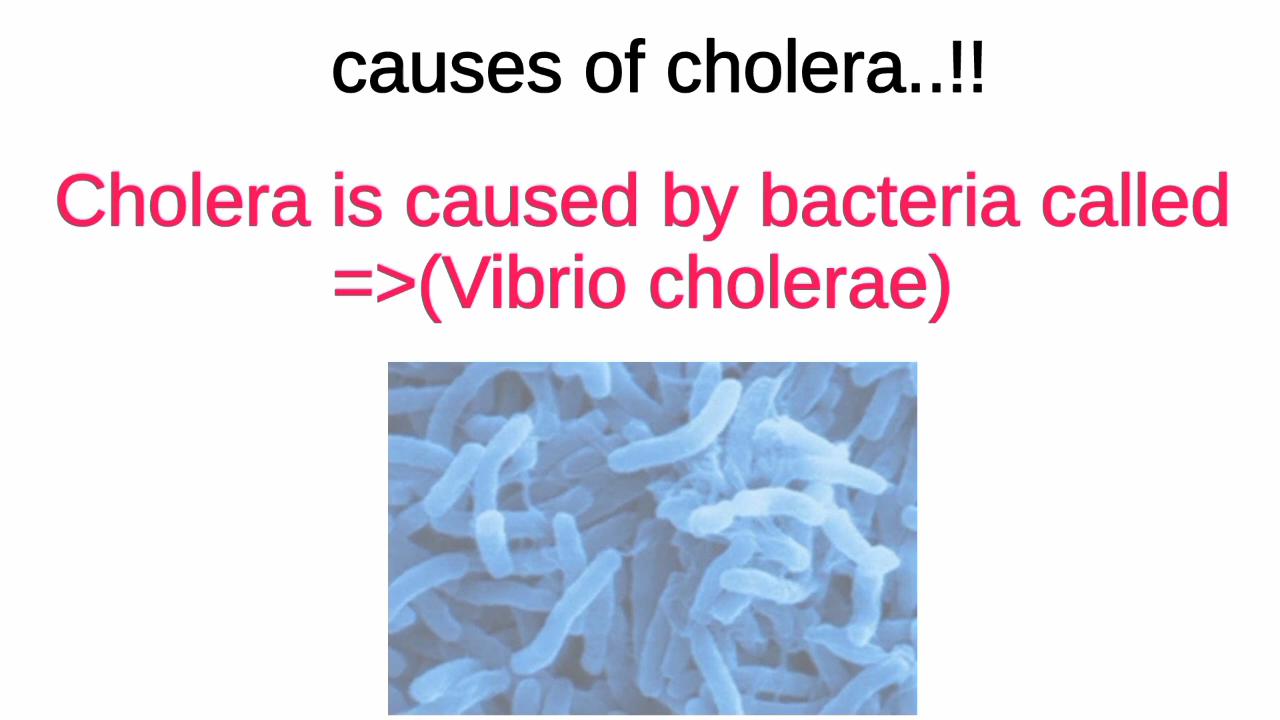 causes of cholera..!!
Cholera is caused by bacteria called
=>(Vibrio cholerae)